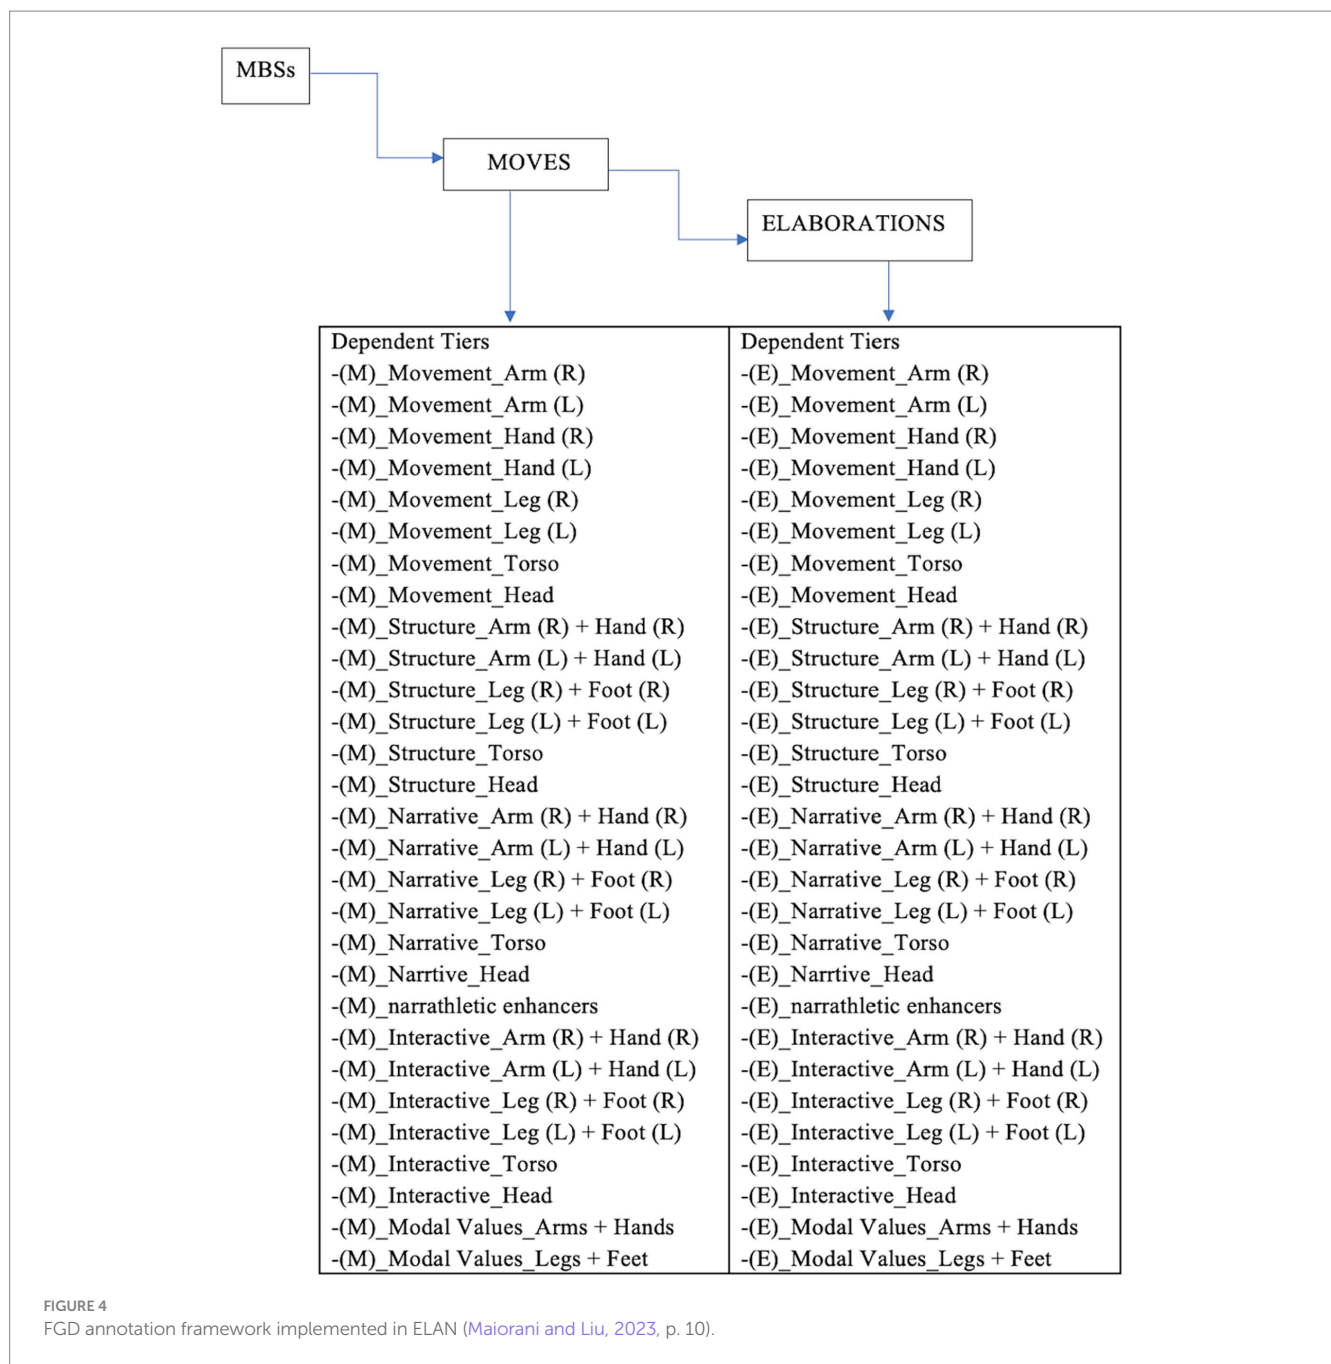 MBSs
MOVES
ELABORATIONS
Dependent Tiers
-(M)_Movement_Arm (R)
-(M)_Movement_Arm (L)
-(M)_Movement_Hand (R)
-(M)_Movement_Hand (L)
-(M)_Movement_Leg (R)
-(M)_Movement_Leg (L)
-(M)_Movement_Torso
-(M)_Movement_Head
-(M)_Structure_Arm (R) + Hand (R)
-(M)_Structure_Arm (L) + Hand (L)
-(M)_Structure_Leg (R) + Foot (R)
-(M)_Structure_Leg (L) + Foot (L)
-(M)_Structure_Torso
-(M)_Structure_Head
-(M)_Narrative_Arm (R) + Hand (R)
-(M)_Narrative_Arm (L) + Hand (L)
-(M)_Narrative_Leg (R) + Foot (R)
-(M)_Narrative_Leg (L) + Foot (L)
-(M)_Narrative_Torso
-(M)_Narrtive_Head
-(M)_narrathletic enhancers
-(M)_Interactive_Arm (R) + Hand (R)
-(M)_Interactive_Arm (L) + Hand (L)
-(M)_Interactive_Leg (R) + Foot (R)
-(M)_Interactive_Leg (L) + Foot (L)
-(M)_Interactive_Torso
-(M)_Interactive_Head
-(M)_Modal Values_Arms + Hands
-(M)_Modal Values_Legs + Feet
Dependent Tiers
-(E)_Movement_Arm (R)
-(E)_Movement_Arm (L)
-(E)_Movement_Hand (R)
-(E)_Movement_Hand (L)
-(E)_Movement_Leg (R)
-(E)_Movement_Leg (L)
-(E)_Movement_Torso
-(E)_Movement_Head
-(E)_Structure_Arm (R) + Hand (R)
-(E)_Structure_Arm (L) + Hand (L)
-(E)_Structure_Leg (R) + Foot (R)
-(E)_Structure_Leg (L) + Foot (L)
-(E)_Structure_Torso
-(E)_Structure_Head
-(E)_Narrative_Arm (R) + Hand (R)
-(E)_Narrative_Arm (L) + Hand (L)
-(E)_Narrative_Leg (R) + Foot (R)
-(E)_Narrative_Leg (L) + Foot (L)
-(E)_Narrative_Torso
-(E)_Narrtive_Head
-(E)_narrathletic enhancers
-(E)_Interactive_Arm (R) + Hand (R)
-(E)_Interactive_Arm (L) + Hand (L)
-(E)_Interactive_Leg (R) + Foot (R)
-(E)_Interactive_Leg (L) + Foot (L)
-(E)_Interactive_Torso
-(E)_Interactive_Head
-(E)_Modal Values_Arms + Hands
-(E)_Modal Values_Legs + Feet
FIGURE 4
FGD annotation framework implemented in ELAN (Maiorani and Liu, 2023, p. 10).